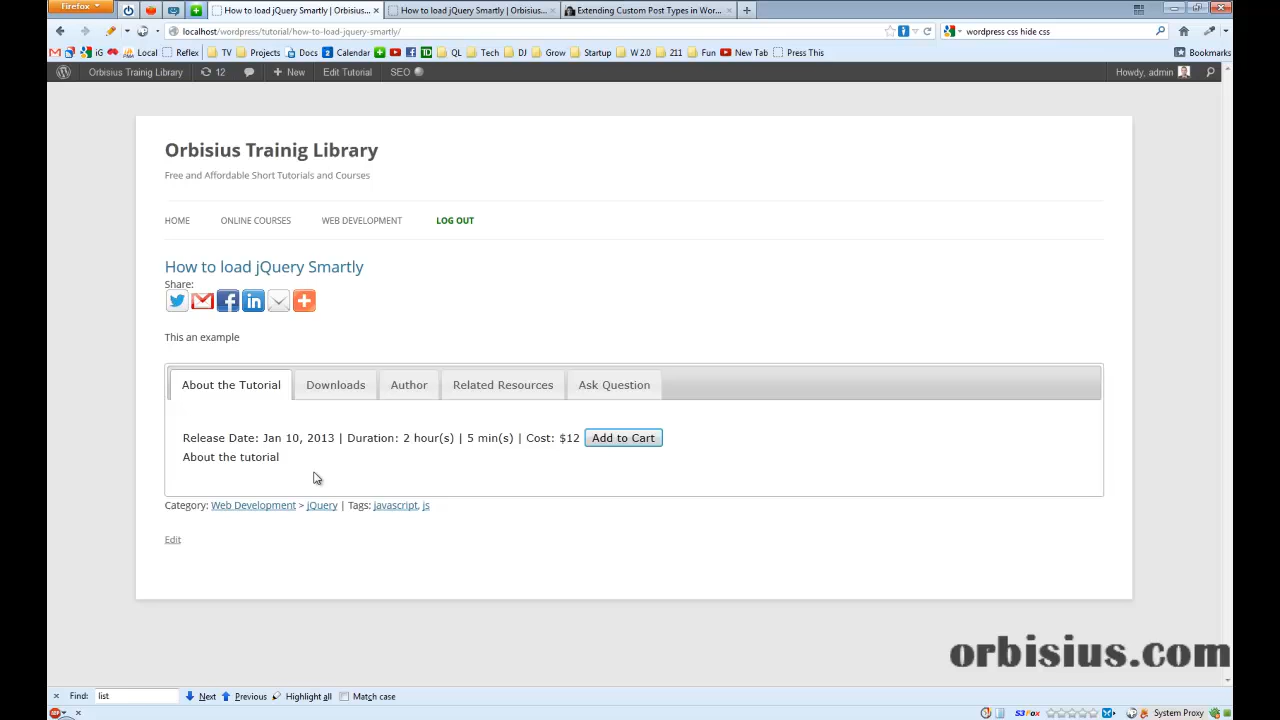 Firefox
How to load jQuery Smartly | Orbisius... × How to load jQuery Smartly | Orbisius... × Extending Custom Post Types in Wor... ×
localhost/wordpress/tutorial/how-to-load-jquery-smartly/ wordpress css hide css
iG Local Reflex TV Projects Docs Calendar QL Tech DJ Grow Startup W 2.0 211 Fun New Tab Press This Bookmarks
Orbisius Trainig Library 12 New Edit Tutorial SEO Howdy, admin
Orbisius Trainig Library
Free and Affordable Short Tutorials and Courses
HOME ONLINE COURSES WEB DEVELOPMENT LOG OUT
How to load jQuery Smartly
Share:
This an example
About the Tutorial Downloads Author Related Resources Ask Question
Release Date: Jan 10, 2013 | Duration: 2 hour(s) | 5 min(s) | Cost: $12 Add to Cart
About the tutorial
Category: Web Development > jQuery | Tags: javascript, js
Edit
orbisius.com
× Find: list Next Previous Highlight all Match case
× S3Fox System Proxy